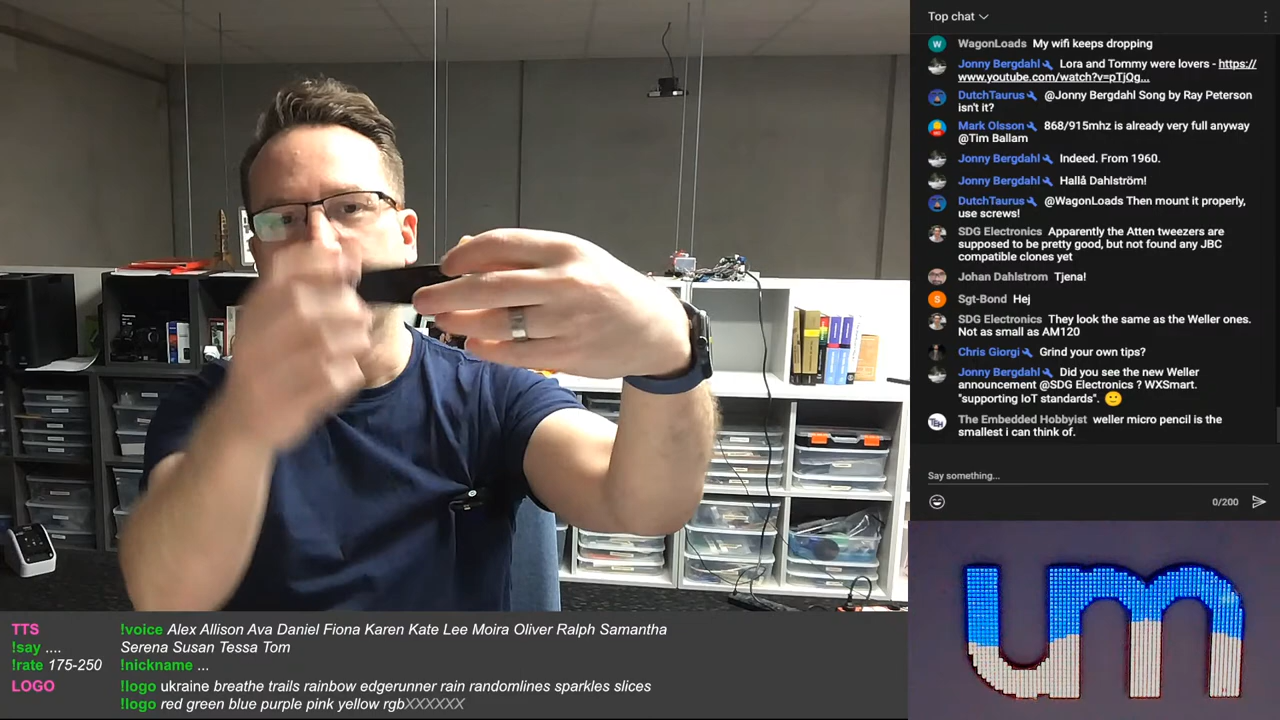 Top chat
WagonLoads My wifi keeps dropping
Jonny Bergdahl Lora and Tommy were lovers - https://
www.youtube.com/watch?v=pTjQg...
DutchTaurus @Jonny Bergdahl Song by Ray Peterson
isn't it?
Mark Olsson 868/915mhz is already very full anyway
@Tim Ballam
Jonny Bergdahl Indeed. From 1960.
Jonny Bergdahl Hallå Dahlström!
DutchTaurus @WagonLoads Then mount it properly,
use screws!
SDG Electronics Apparently the Atten tweezers are
supposed to be pretty good, but not found any JBC
compatible clones yet
Johan Dahlstrom Tjena!
Sgt-Bond Hej
SDG Electronics They look the same as the Weller ones.
Not as small as AM120
Chris Giorgi Grind your own tips?
Jonny Bergdahl Did you see the new Weller
announcement @SDG Electronics ? WXSmart.
"supporting IoT standards".
The Embedded Hobbyist weller micro pencil is the
smallest i can think of.
Say something...
0/200
um
TTS !voice Alex Allison Ava Daniel Fiona Karen Kate Lee Moira Oliver Ralph Samantha
!say .... Serena Susan Tessa Tom
!rate 175-250 !nickname ...
LOGO !logo ukraine breathe trails rainbow edgerunner rain randomlines sparkles slices
!logo red green blue purple pink yellow rgbXXXXXX